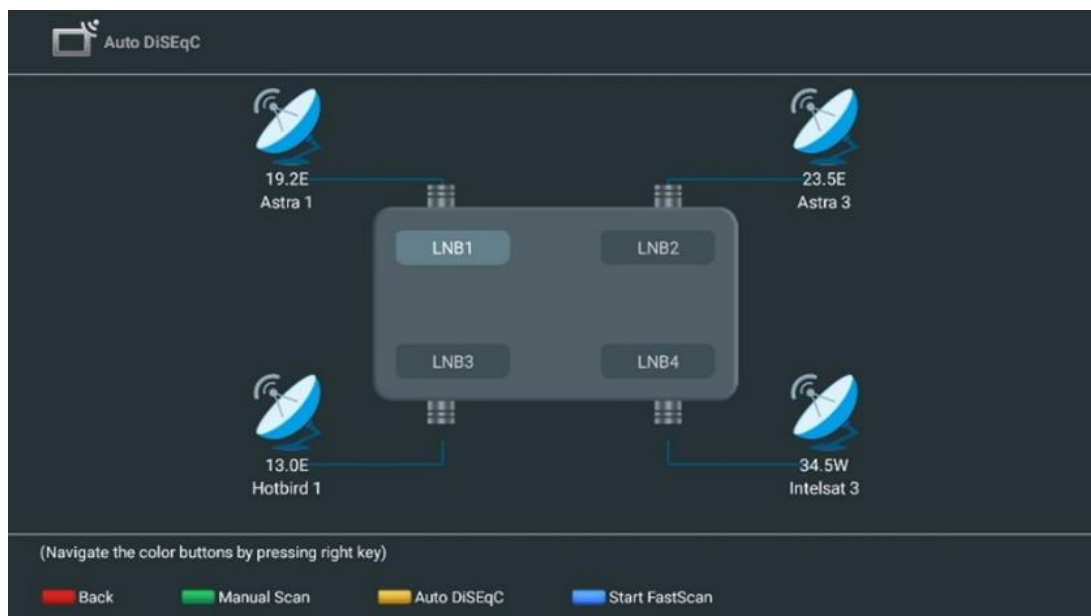 Auto DiSEqC
19.2E
Astra 1
23.5E
Astra 3
LNB1
LNB2
LNB3
LNB4
13.0E
Hotbird 1
34.5W
Intelsat 3
(Navigate the color buttons by pressing right key)
Back
Manual Scan
Auto DiSEqC
Start FastScan